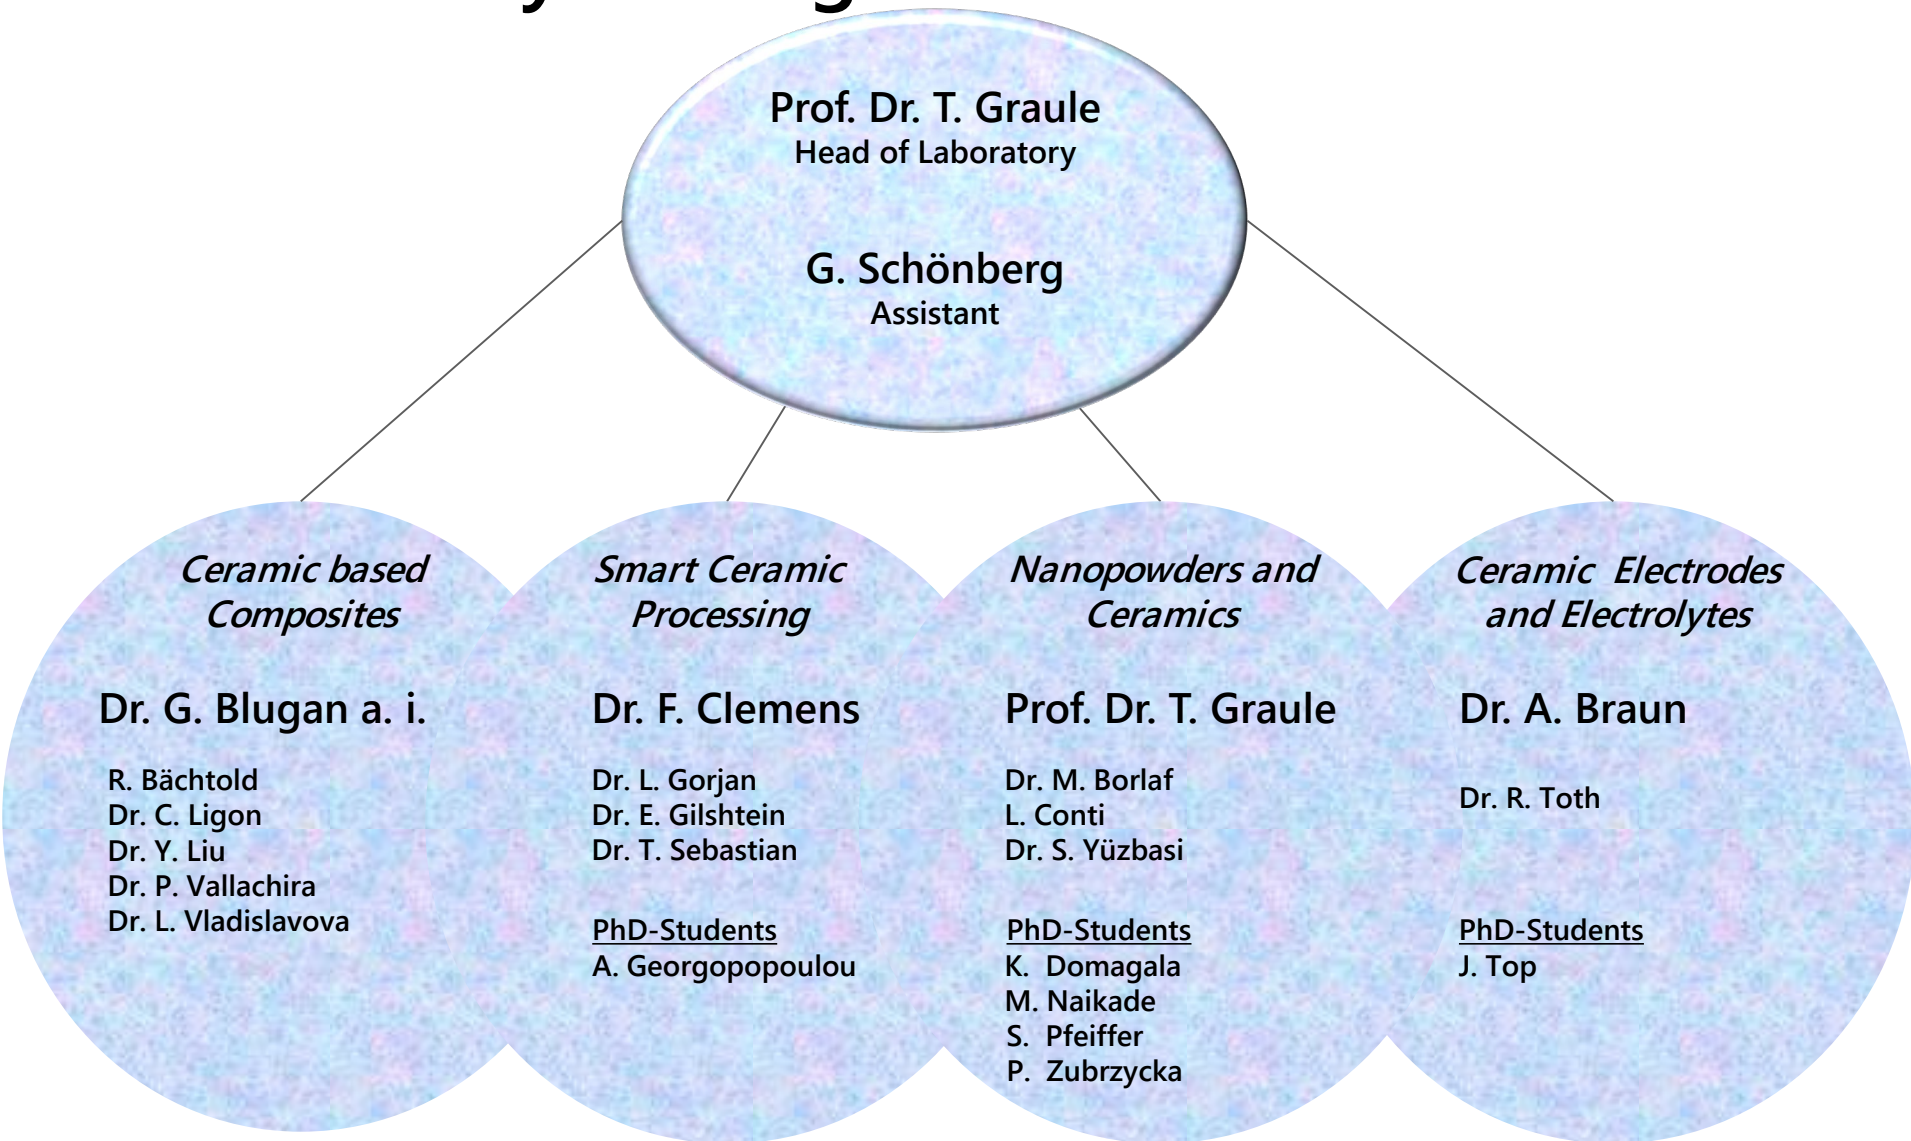 Prof. Dr. T. Graule
Head of Laboratory
G. Schönberg
Assistant
Ceramic based
Composites
Dr. G. Blugan a. i.
R. Bächtold
Dr. C. Ligon
Dr. Y. Liu
Dr. P. Vallachira
Dr. L. Vladislavova
Smart Ceramic
Processing
Dr. F. Clemens
Dr. L. Gorjan
Dr. E. Gilshtein
Dr. T. Sebastian
PhD-Students
A. Georgopopoulou
Nanopowders and
Ceramics
Prof. Dr. T. Graule
Dr. M. Borlaf
L. Conti
Dr. S. Yüzbasi
PhD-Students
K. Domagala
M. Naikade
S. Pfeiffer
P. Zubrzycka
Ceramic Electrodes
and Electrolytes
Dr. A. Braun
Dr. R. Toth
PhD-Students
J. Top